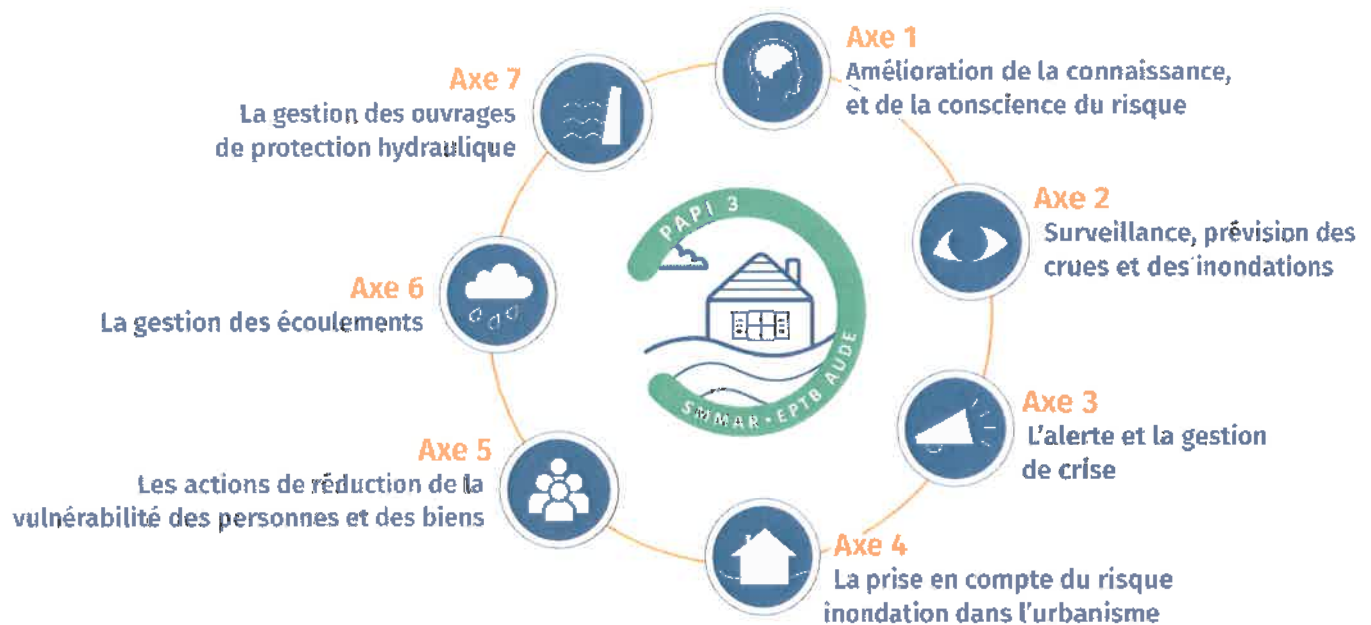 Axe 1
Amélioration de la connaissance,
et de la conscience du risque
Axe 2
Surveillance, prévision des
crues et des inondations
Axe 3
L'alerte et la gestion
de crise
Axe 4
La prise en compte du risque
inondation dans l'urbanisme
Axe 5
Les actions de réduction de la
vulnérabilité des personnes et des biens
Axe 6
La gestion des écoulements
Axe 7
La gestion des ouvrages
de protection hydraulique
PAPI 3
SMMAR • EPTB AUDE